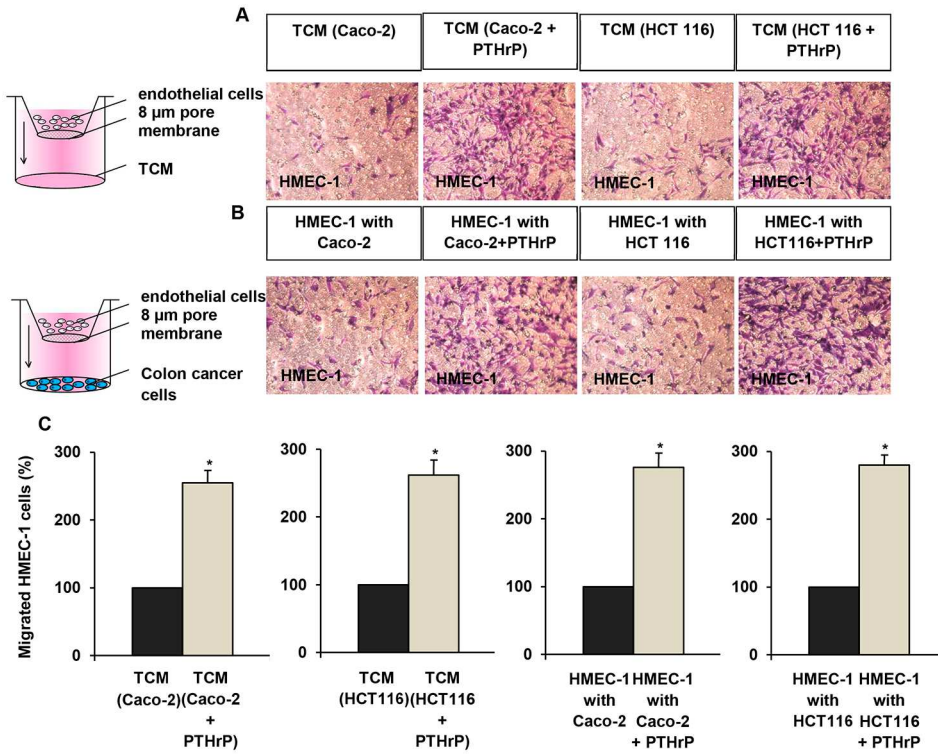 A
TCM (Caco-2)
TCM (Caco-2 +
PTHrP)
TCM (HCT 116)
TCM (HCT 116 +
PTHrP)
endothelial cells
8 µm pore
membrane
TCM
HMEC-1
HMEC-1
HMEC-1
HMEC-1
B
HMEC-1 with
Caco-2
HMEC-1 with
Caco-2+PTHrP
HMEC-1 with
HCT 116
HMEC-1 with
HCT116+PTHrP
endothelial cells
8 µm pore
membrane
Colon cancer
cells
HMEC-1
HMEC-1
HMEC-1
HMEC-1
C
Migrated HMEC-1 cells (%)
300
200
100
0
*
TCM
(Caco-2)
TCM
(Caco-2
+
PTHrP)
300
200
100
0
*
TCM
(HCT116)
TCM
(HCT116
+
PTHrP)
300
200
100
0
*
HMEC-1
with
Caco-2
HMEC-1
with
Caco-2
+ PTHrP
300
200
100
0
*
HMEC-1
with
HCT116
HMEC-1
with
HCT116
+ PTHrP